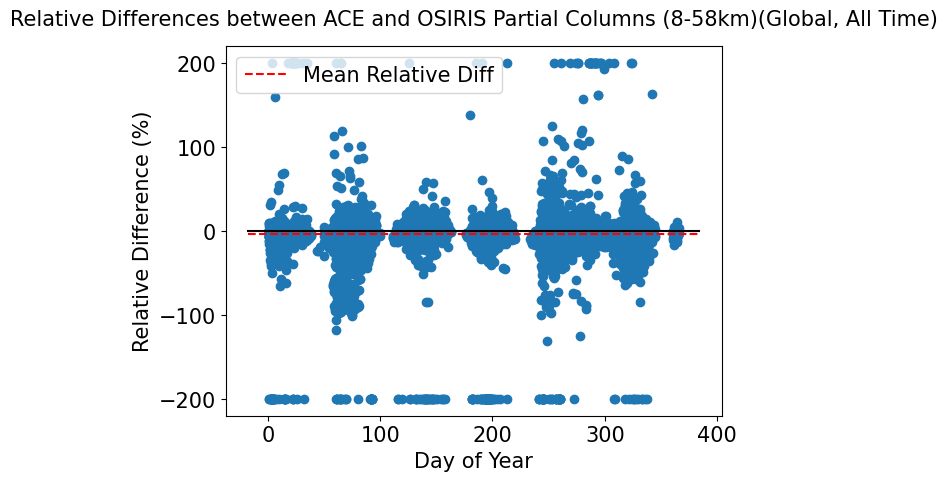 Relative Differences between ACE and OSIRIS Partial Columns (8-58km)(Global, All Time)
200
100
0
−100
−200
Relative Difference (%)
Mean Relative Diff
0 100 200 300 400
Day of Year